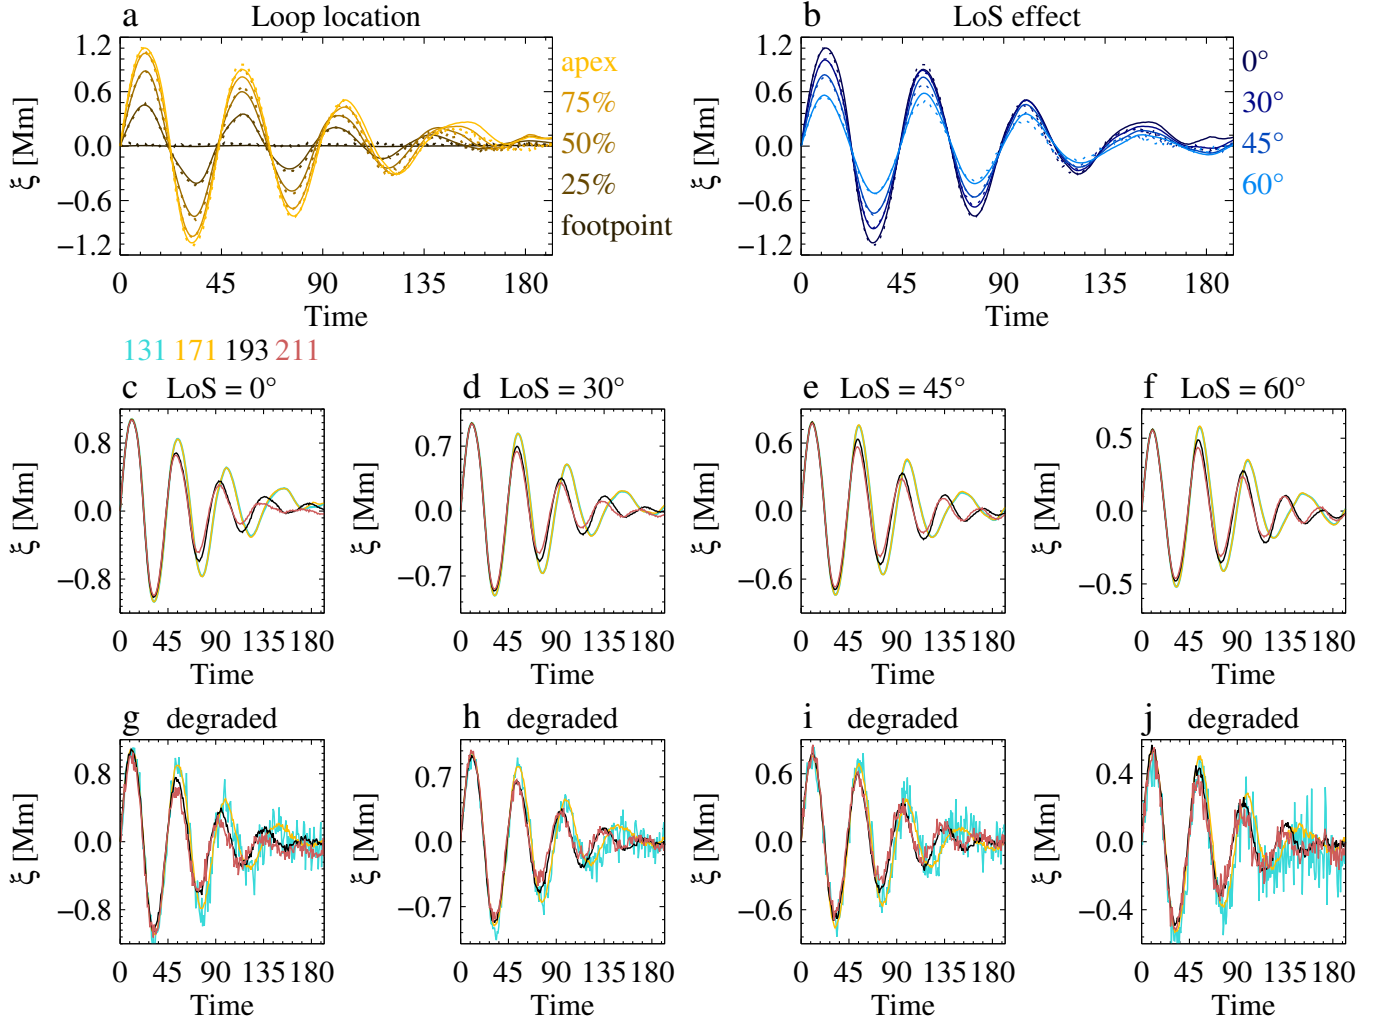 a Loop location
ξ [Mm]
1.2
0.6
0.0
−0.6
−1.2
0 45 90 135 180
Time
apex
75%
50%
25%
footpoint
b LoS effect
ξ [Mm]
1.2
0.6
0.0
−0.6
−1.2
0 45 90 135 180
Time
0°
30°
45°
60°
131 171 193 211
c LoS = 0°
ξ [Mm]
0.8
0.0
−0.8
0 45 90 135 180
Time
d LoS = 30°
ξ [Mm]
0.7
0.0
−0.7
0 45 90 135 180
Time
e LoS = 45°
ξ [Mm]
0.6
0.0
−0.6
0 45 90 135 180
Time
f LoS = 60°
ξ [Mm]
0.5
0.0
−0.5
0 45 90 135 180
Time
g degraded
ξ [Mm]
0.8
0.0
−0.8
0 45 90 135 180
Time
h degraded
ξ [Mm]
0.7
0.0
−0.7
0 45 90 135 180
Time
i degraded
ξ [Mm]
0.6
0.0
−0.6
0 45 90 135 180
Time
j degraded
ξ [Mm]
0.4
0.0
−0.4
0 45 90 135 180
Time